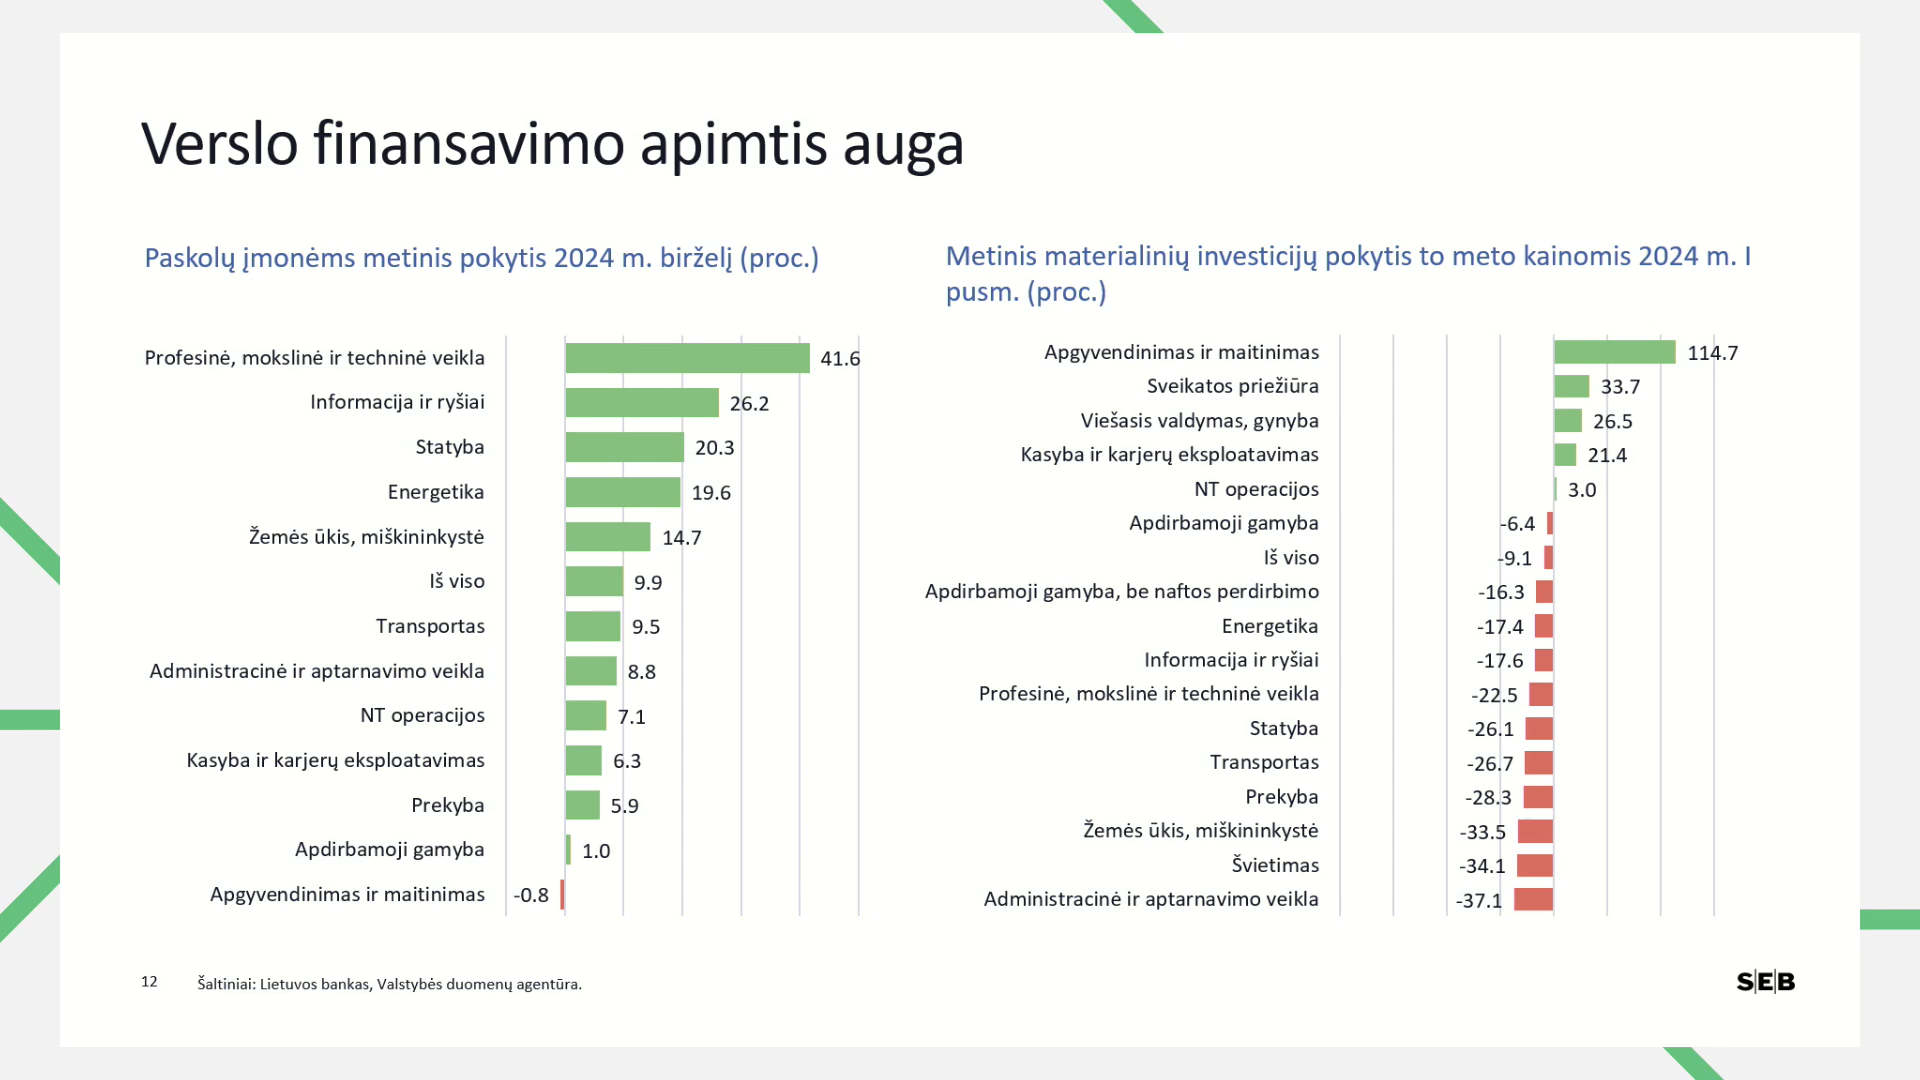 Verslo finansavimo apimtis auga
Paskolų įmonėms metinis pokytis 2024 m. birželį (proc.)
Profesinė, mokslinė ir techninė veikla 41.6
Informacija ir ryšiai 26.2
Statyba 20.3
Energetika 19.6
Žemės ūkis, miškininkystė 14.7
Iš viso 9.9
Transportas 9.5
Administracinė ir aptarnavimo veikla 8.8
NT operacijos 7.1
Kasyba ir karjerų eksploatavimas 6.3
Prekyba 5.9
Apdirbamoji gamyba 1.0
Apgyvendinimas ir maitinimas -0.8
Metinis materialinių investicijų pokytis to meto kainomis 2024 m. I
pusm. (proc.)
Apgyvendinimas ir maitinimas 114.7
Sveikatos priežiūra 33.7
Viešasis valdymas, gynyba 26.5
Kasyba ir karjerų eksploatavimas 21.4
NT operacijos 3.0
Apdirbamoji gamyba -6.4
Iš viso -9.1
Apdirbamoji gamyba, be naftos perdirbimo -16.3
Energetika -17.4
Informacija ir ryšiai -17.6
Profesinė, mokslinė ir techninė veikla -22.5
Statyba -26.1
Transportas -26.7
Prekyba -28.3
Žemės ūkis, miškininkystė -33.5
Švietimas -34.1
Administracinė ir aptarnavimo veikla -37.1
12 Šaltiniai: Lietuvos bankas, Valstybės duomenų agentūra.
SEB